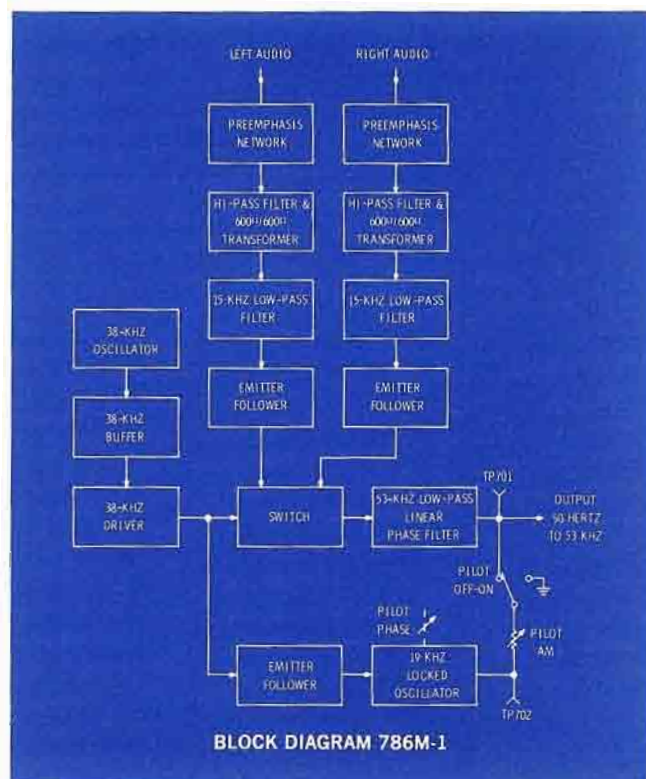 LEFT AUDIO
RIGHT AUDIO
PREEMPHASIS
NETWORK
PREEMPHASIS
NETWORK
HI-PASS FILTER &
600Ω/600Ω
TRANSFORMER
HI-PASS FILTER &
600Ω/600Ω
TRANSFORMER
15-KHZ LOW-PASS
FILTER
15-KHZ LOW-PASS
FILTER
38-KHZ
OSCILLATOR
EMITTER
FOLLOWER
EMITTER
FOLLOWER
38-KHZ
BUFFER
38-KHZ
DRIVER
SWITCH
53-KHZ LOW-PASS
LINEAR
PHASE FILTER
TP701
OUTPUT
50 HERTZ
TO 53 KHZ
PILOT
OFF-ON
PILOT
PHASE
PILOT
AM
EMITTER
FOLLOWER
19-KHZ
LOCKED
OSCILLATOR
TP702
BLOCK DIAGRAM 786M-1